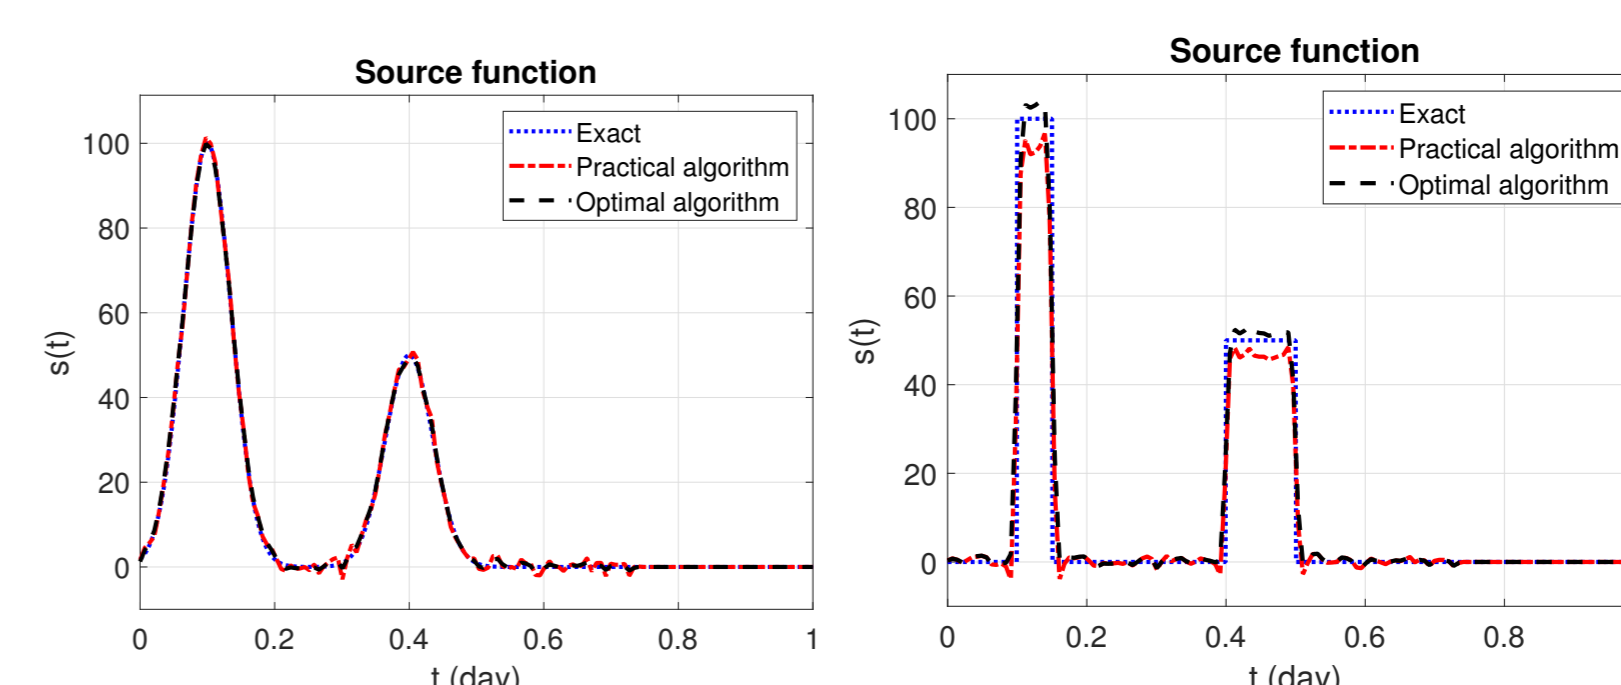 Source function
Exact
Practical algorithm
Optimal algorithm
100
80
60
40
20
0
s(t)
0 0.2 0.4 0.6 0.8 1
t (day)
Source function
Exact
Practical algorithm
Optimal algorithm
100
80
60
40
20
0
s(t)
0 0.2 0.4 0.6 0.8
t (day)